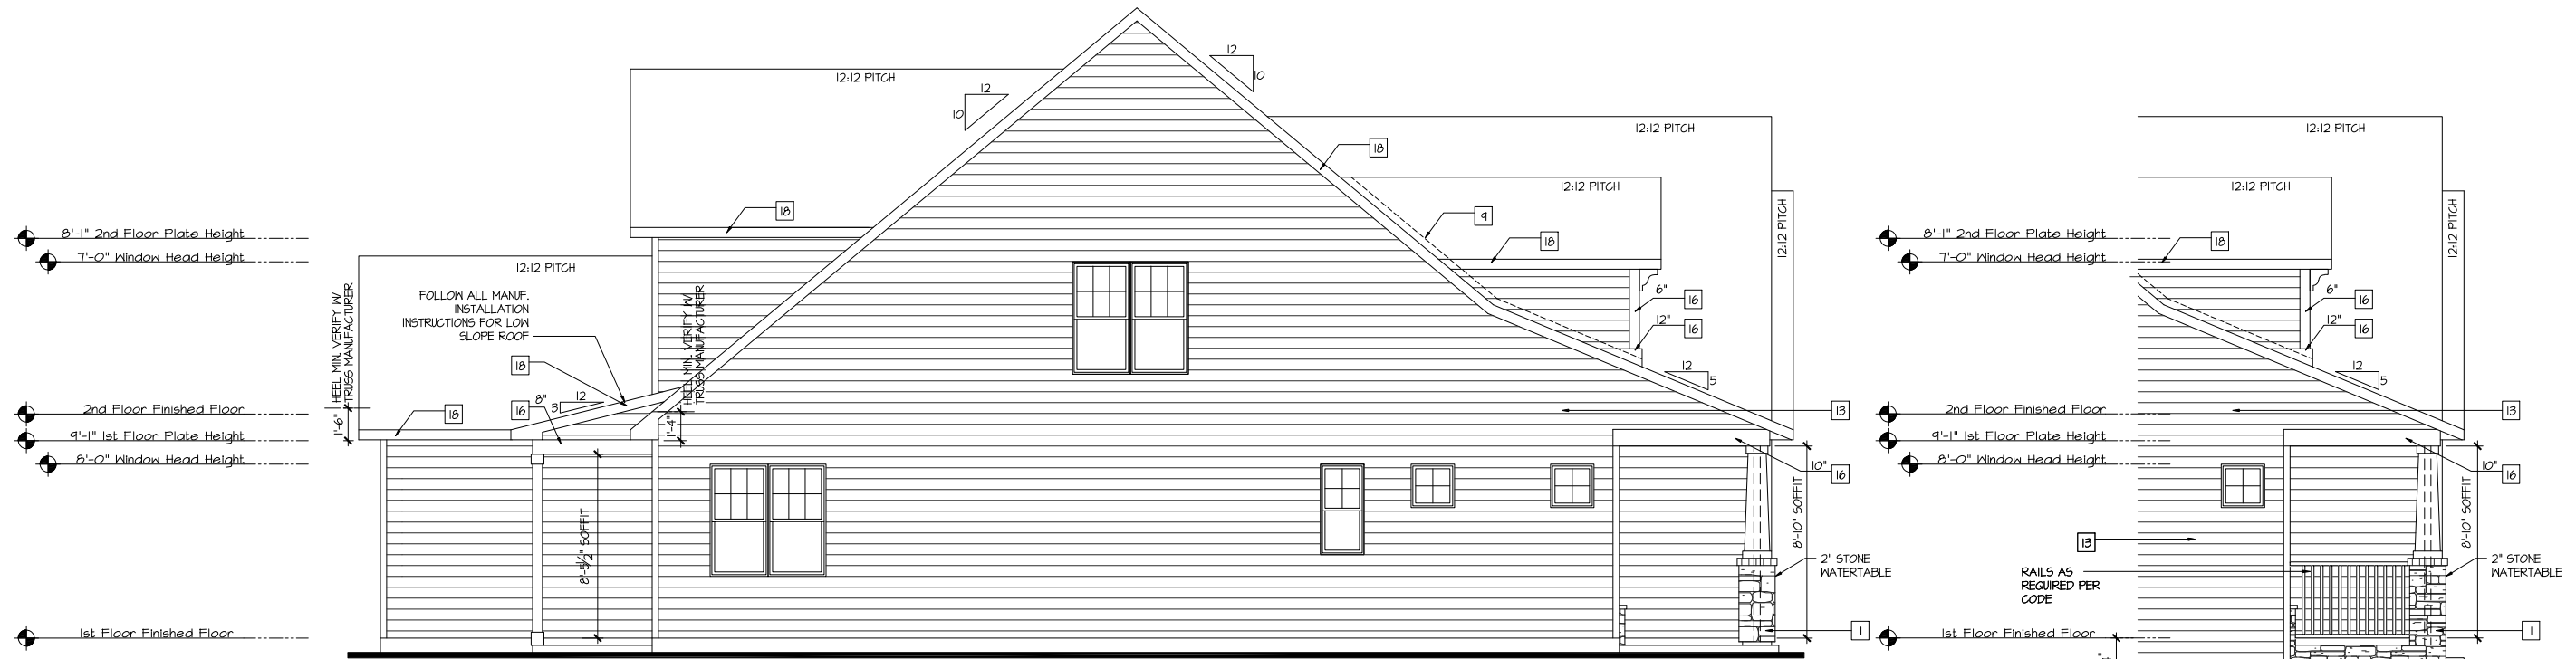 12
10
12:12 PITCH
12
10
12:12 PITCH
12:12 PITCH
18
12:12 PITCH
12:12 PITCH
18
9
12:12 PITCH
12:12 PITCH
8'-1" 2nd Floor Plate Height
18
18
8'-1" 2nd Floor Plate Height
18
7'-0" Window Head Height
7'-0" Window Head Height
12:12 PITCH
HEEL MIN. VERIFY W/
TRUSS MANUFACTURER
FOLLOW ALL MANUF.
INSTALLATION
INSTRUCTIONS FOR LOW
SLOPE ROOF
HEEL MIN. VERIFY W/
TRUSS MANUFACTURER
6"
16
12"
16
6"
16
12"
16
18
12
5
12
5
8"
12
3
16
18
2nd Floor Finished Floor
13
2nd Floor Finished Floor
13
1'-6"
1'-4"
9'-1" 1st Floor Plate Height
9'-1" 1st Floor Plate Height
8'-0" Window Head Height
10"
16
8'-0" Window Head Height
10"
16
8'-5 1/2" SOFFIT
8'-10" SOFFIT
8'-10" SOFFIT
13
2" STONE
WATERTABLE
RAILS AS
REQUIRED PER
CODE
2" STONE
WATERTABLE
1st Floor Finished Floor
1
1st Floor Finished Floor
1